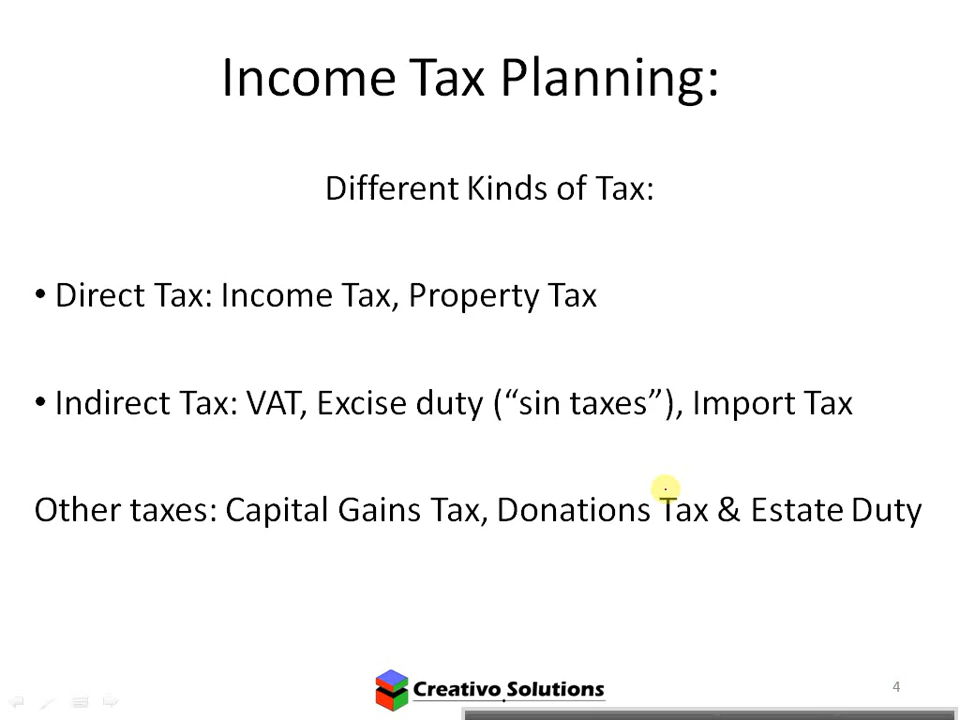 Income Tax Planning:
Different Kinds of Tax:
• Direct Tax: Income Tax, Property Tax
• Indirect Tax: VAT, Excise duty (“sin taxes”), Import Tax
Other taxes: Capital Gains Tax, Donations Tax & Estate Duty
Creativo Solutions
4